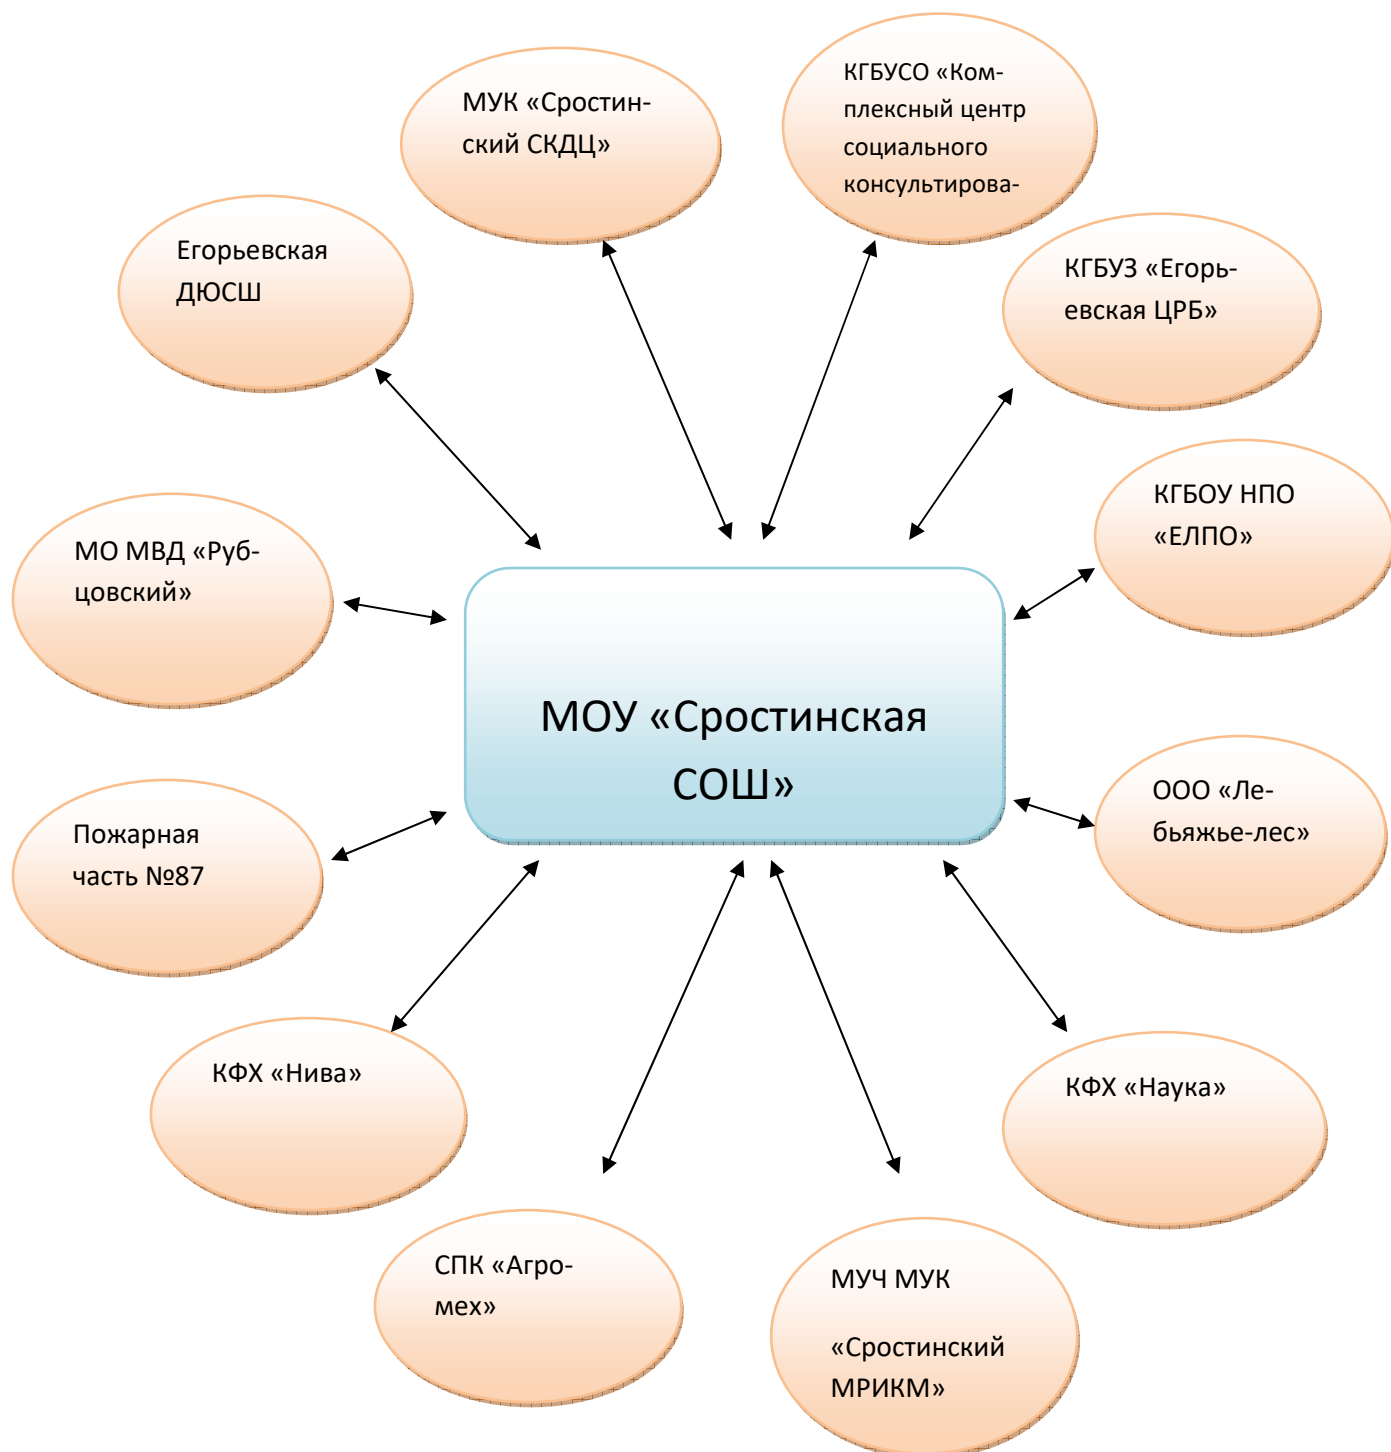 МУК «Сростин-
ский СКДЦ»
КГБУСО «Ком-
плексный центр
социального
консультирова-
Егорьевская
ДЮСШ
КГБУЗ «Егорь-
евская ЦРБ»
КГБОУ НПО
«ЕЛПО»
МО МВД «Руб-
цовский»
МОУ «Сростинская
СОШ»
ООО «Ле-
бьяжье-лес»
Пожарная
часть №87
КФХ «Нива»
КФХ «Наука»
СПК «Агро-
мех»
МУЧ МУК
«Сростинский
МРИКМ»